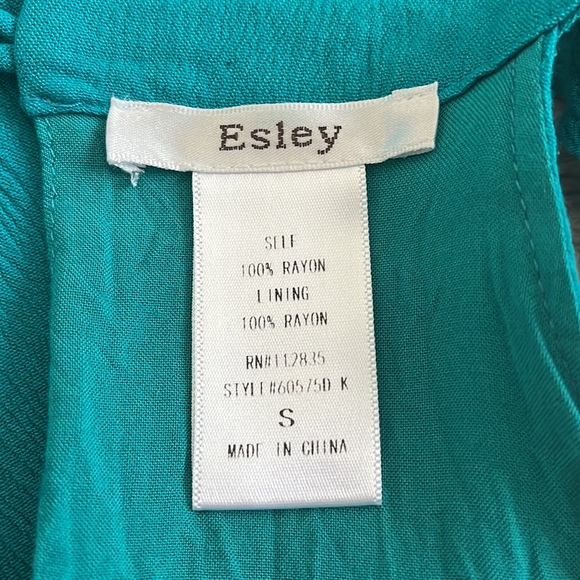 Esley
SELF
100% RAYON
LINING
100% RAYON
RN#112835
STYLE#60575D K
S
MADE IN CHINA